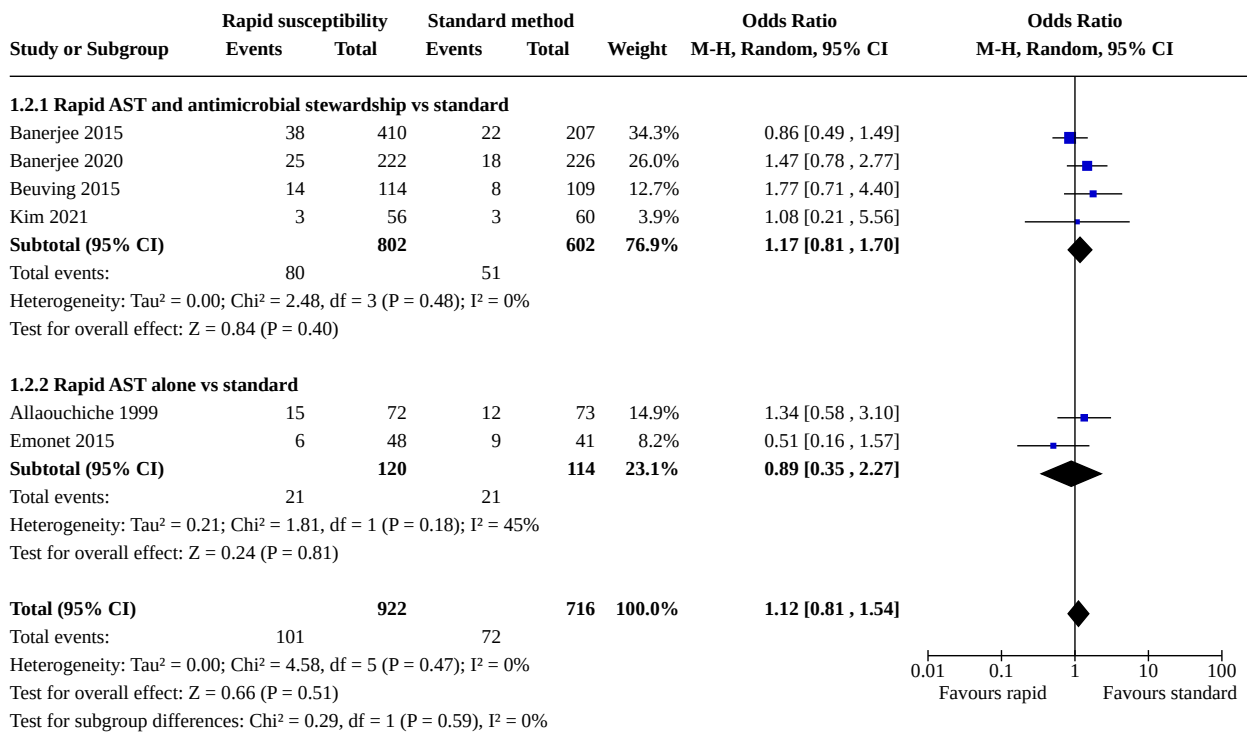 Rapid susceptibility Standard method Odds Ratio Odds Ratio
Study or Subgroup Events Total Events Total Weight M-H, Random, 95% CI M-H, Random, 95% CI
1.2.1 Rapid AST and antimicrobial stewardship vs standard
Banerjee 2015 38 410 22 207 34.3% 0.86 [0.49 , 1.49]
Banerjee 2020 25 222 18 226 26.0% 1.47 [0.78 , 2.77]
Beuving 2015 14 114 8 109 12.7% 1.77 [0.71 , 4.40]
Kim 2021 3 56 3 60 3.9% 1.08 [0.21 , 5.56]
Subtotal (95% CI) 802 602 76.9% 1.17 [0.81 , 1.70]
Total events: 80 51
Heterogeneity: Tau² = 0.00; Chi² = 2.48, df = 3 (P = 0.48); I² = 0%
Test for overall effect: Z = 0.84 (P = 0.40)
1.2.2 Rapid AST alone vs standard
Allaouchiche 1999 15 72 12 73 14.9% 1.34 [0.58 , 3.10]
Emonet 2015 6 48 9 41 8.2% 0.51 [0.16 , 1.57]
Subtotal (95% CI) 120 114 23.1% 0.89 [0.35 , 2.27]
Total events: 21 21
Heterogeneity: Tau² = 0.21; Chi² = 1.81, df = 1 (P = 0.18); I² = 45%
Test for overall effect: Z = 0.24 (P = 0.81)
Total (95% CI) 922 716 100.0% 1.12 [0.81 , 1.54]
Total events: 101 72
Heterogeneity: Tau² = 0.00; Chi² = 4.58, df = 5 (P = 0.47); I² = 0%
0.01 0.1 1 10 100
Test for overall effect: Z = 0.66 (P = 0.51) Favours rapid Favours standard
Test for subgroup differences: Chi² = 0.29, df = 1 (P = 0.59), I² = 0%